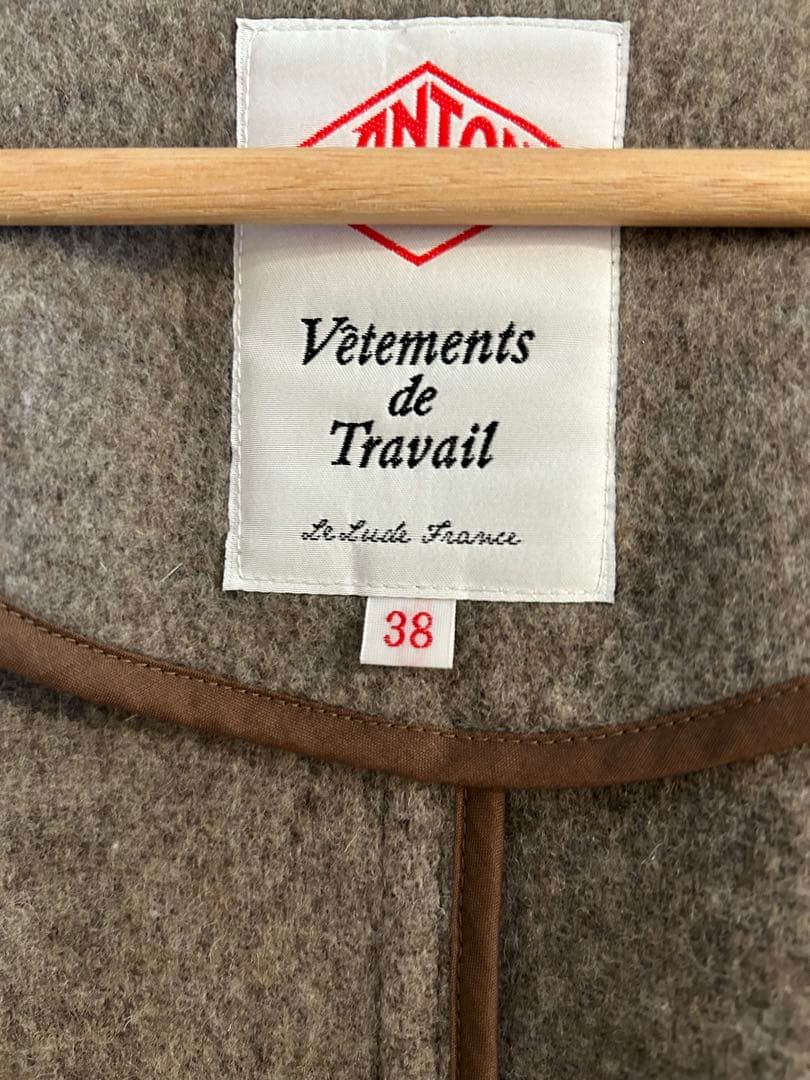 Vêtements
de
Travail
Le Lude France
38